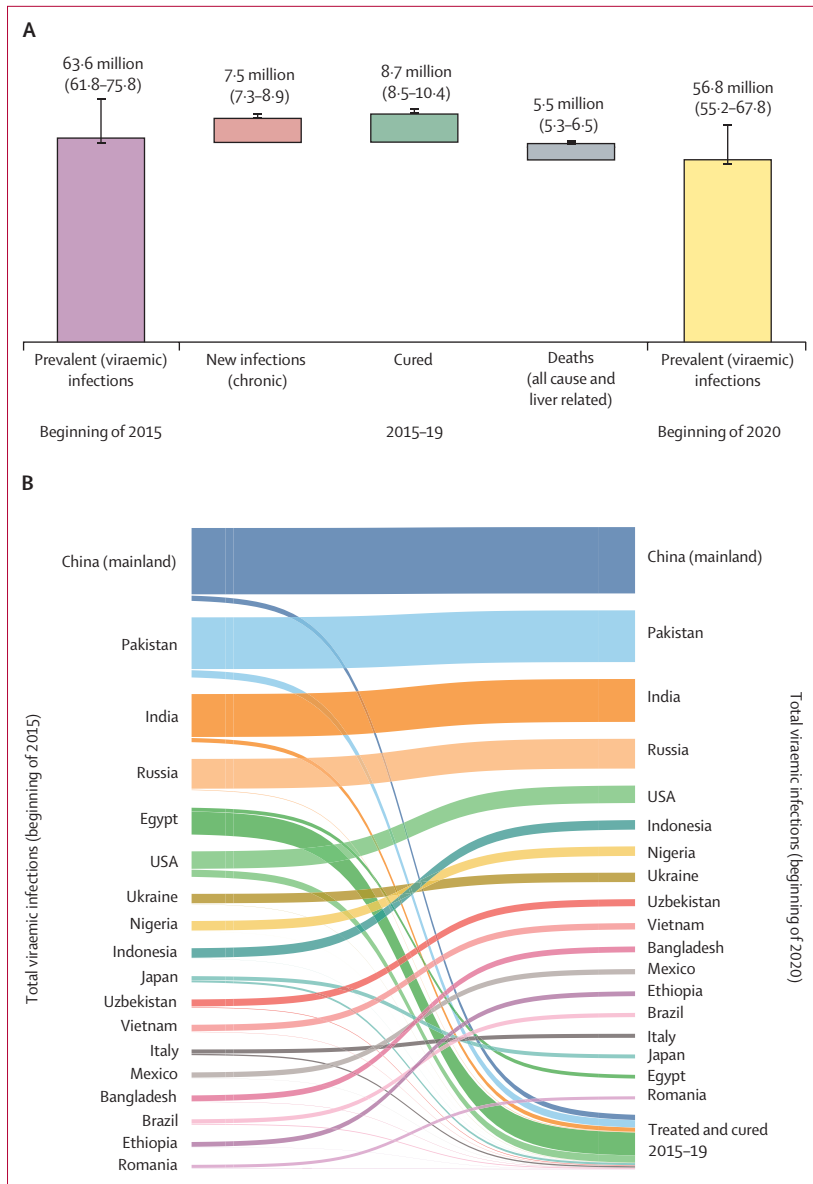 A
63·6 million
(61·8–75·8)
7·5 million
(7·3–8·9)
8·7 million
(8·5–10·4)
5·5 million
(5·3–6·5)
56·8 million
(55·2–67·8)
Prevalent (viraemic)
infections
New infections
(chronic)
Cured
Deaths
(all cause and
liver related)
Prevalent (viraemic)
infections
Beginning of 2015
2015–19
Beginning of 2020
B
Total viraemic infections (beginning of 2015)
China (mainland)
Pakistan
India
Russia
Egypt
USA
Ukraine
Nigeria
Indonesia
Japan
Uzbekistan
Vietnam
Italy
Mexico
Bangladesh
Brazil
Ethiopia
Romania
China (mainland)
Pakistan
India
Russia
USA
Indonesia
Nigeria
Ukraine
Uzbekistan
Vietnam
Bangladesh
Mexico
Ethiopia
Brazil
Italy
Japan
Egypt
Romania
Treated and cured
2015–19
Total viraemic infections (beginning of 2020)